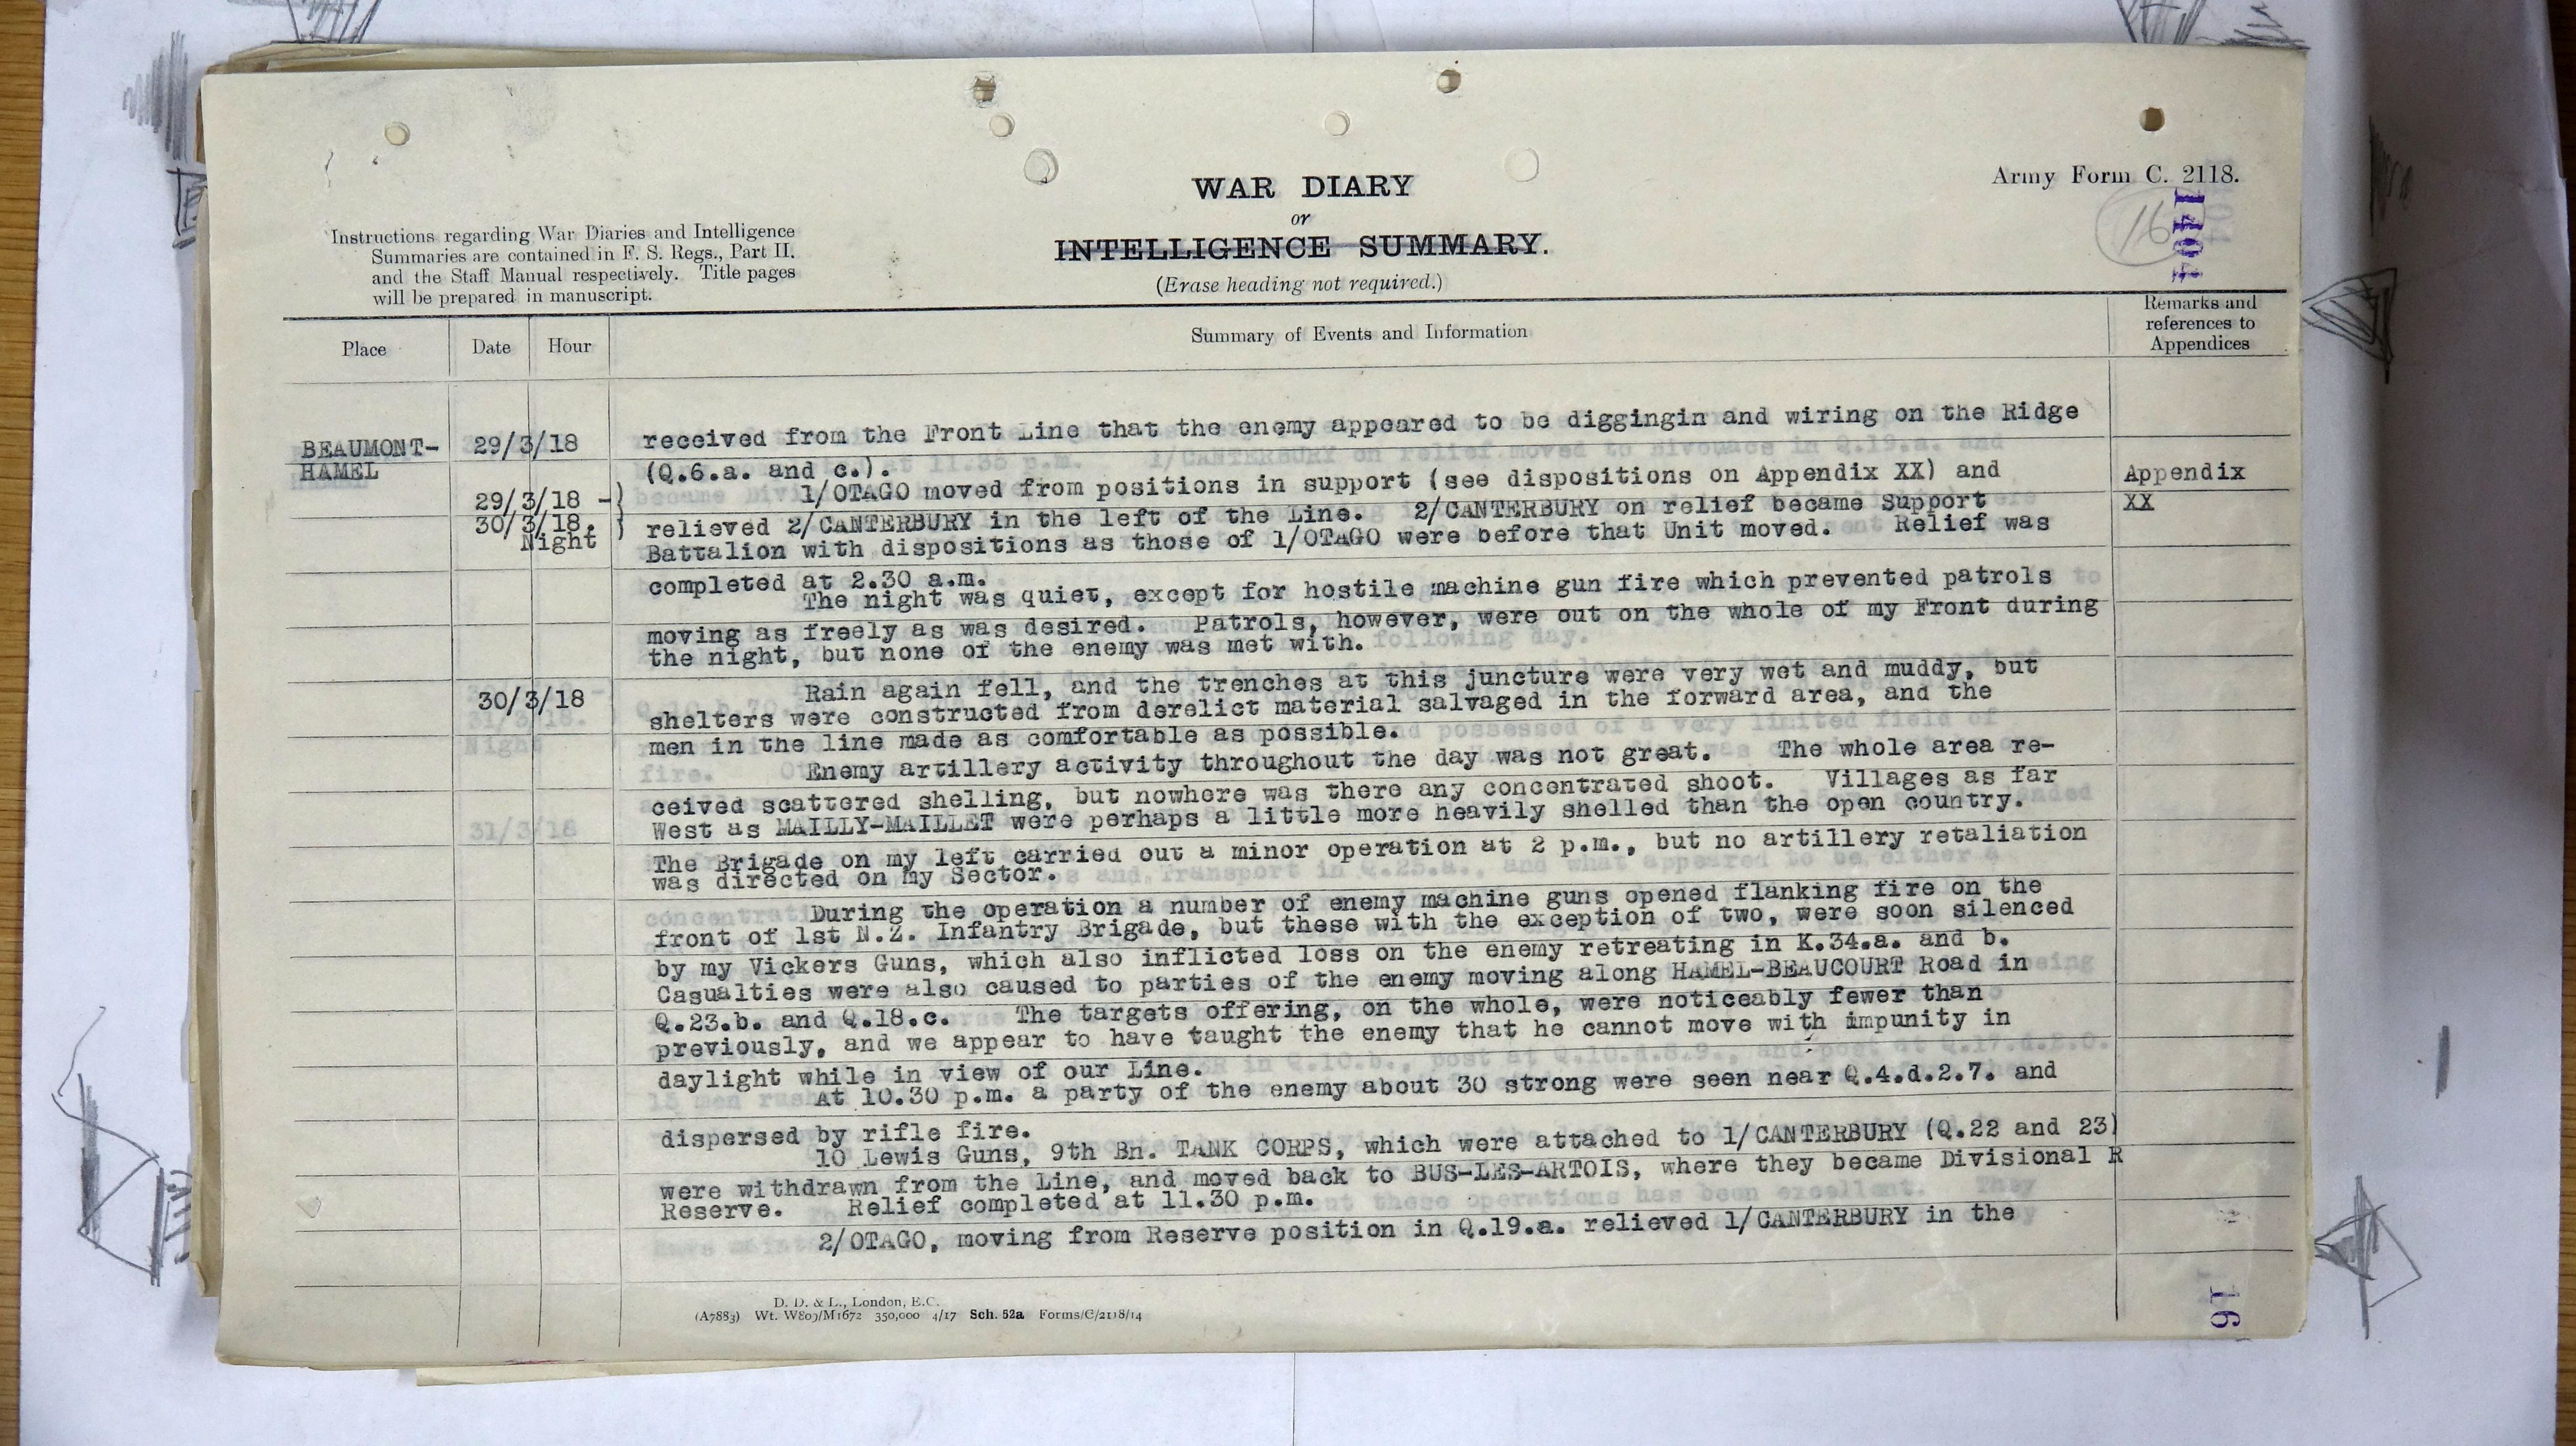 WAR DIARY
or
INTELLIGENCE SUMMARY.
(Erase heading not required.)
Army Form C. 2118.
16
1404
Instructions regarding War Diaries and Intelligence
Summaries are contained in F. S. Regs., Part II.
and the Staff Manual respectively. Title pages
will be prepared in manuscript.
Place
Date
Hour
Summary of Events and Information
Remarks and
references to
Appendices
BEAUMONT-
HAMEL
29/3/18
received from the Front Line that the enemy appeared to be diggingin and wiring on the Ridge
(Q.6.a. and c.).
29/3/18 -)
30/3/18. )
Night
1/OTAGO moved from positions in support (see dispositions on Appendix XX) and
Appendix
XX
relieved 2/CANTERBURY in the left of the Line. 2/CANTERBURY on relief became Support
Battalion with dispositions as those of 1/OTAGO were before that Unit moved. Relief was
completed at 2.30 a.m.
The night was quiet, except for hostile machine gun fire which prevented patrols
moving as freely as was desired. Patrols, however, were out on the whole of my Front during
the night, but none of the enemy was met with.
30/3/18
Rain again fell, and the trenches at this juncture were very wet and muddy, but
shelters were constructed from derelict material salvaged in the forward area, and the
men in the line made as comfortable as possible.
Enemy artillery activity throughout the day was not great. The whole area re-
ceived scattered shelling, but nowhere was there any concentrated shoot. Villages as far
West as MAILLY-MAILLET were perhaps a little more heavily shelled than the open country.
The Brigade on my left carried out a minor operation at 2 p.m., but no artillery retaliation
was directed on my Sector.
During the operation a number of enemy machine guns opened flanking fire on the
front of 1st N.Z. Infantry Brigade, but these with the exception of two, were soon silenced
by my Vickers Guns, which also inflicted loss on the enemy retreating in K.34.a. and b.
Casualties were also caused to parties of the enemy moving along HAMEL-BEAUCOURT Road in
Q.23.b. and Q.18.c. The targets offering, on the whole, were noticeably fewer than
previously, and we appear to have taught the enemy that he cannot move with impunity in
daylight while in view of our Line.
At 10.30 p.m. a party of the enemy about 30 strong were seen near Q.4.d.2.7. and
dispersed by rifle fire.
10 Lewis Guns, 9th Bn. TANK CORPS, which were attached to 1/CANTERBURY (Q.22 and 23)
were withdrawn from the Line, and moved back to BUS-LES-ARTOIS, where they became Divisional R
Reserve. Relief completed at 11.30 p.m.
2/OTAGO, moving from Reserve position in Q.19.a. relieved 1/CANTERBURY in the
D. D. & L., London, E.C.
(A7883) Wt. W809/M1672 350,000 4/17 Sch. 52a Forms/C/2118/14
16